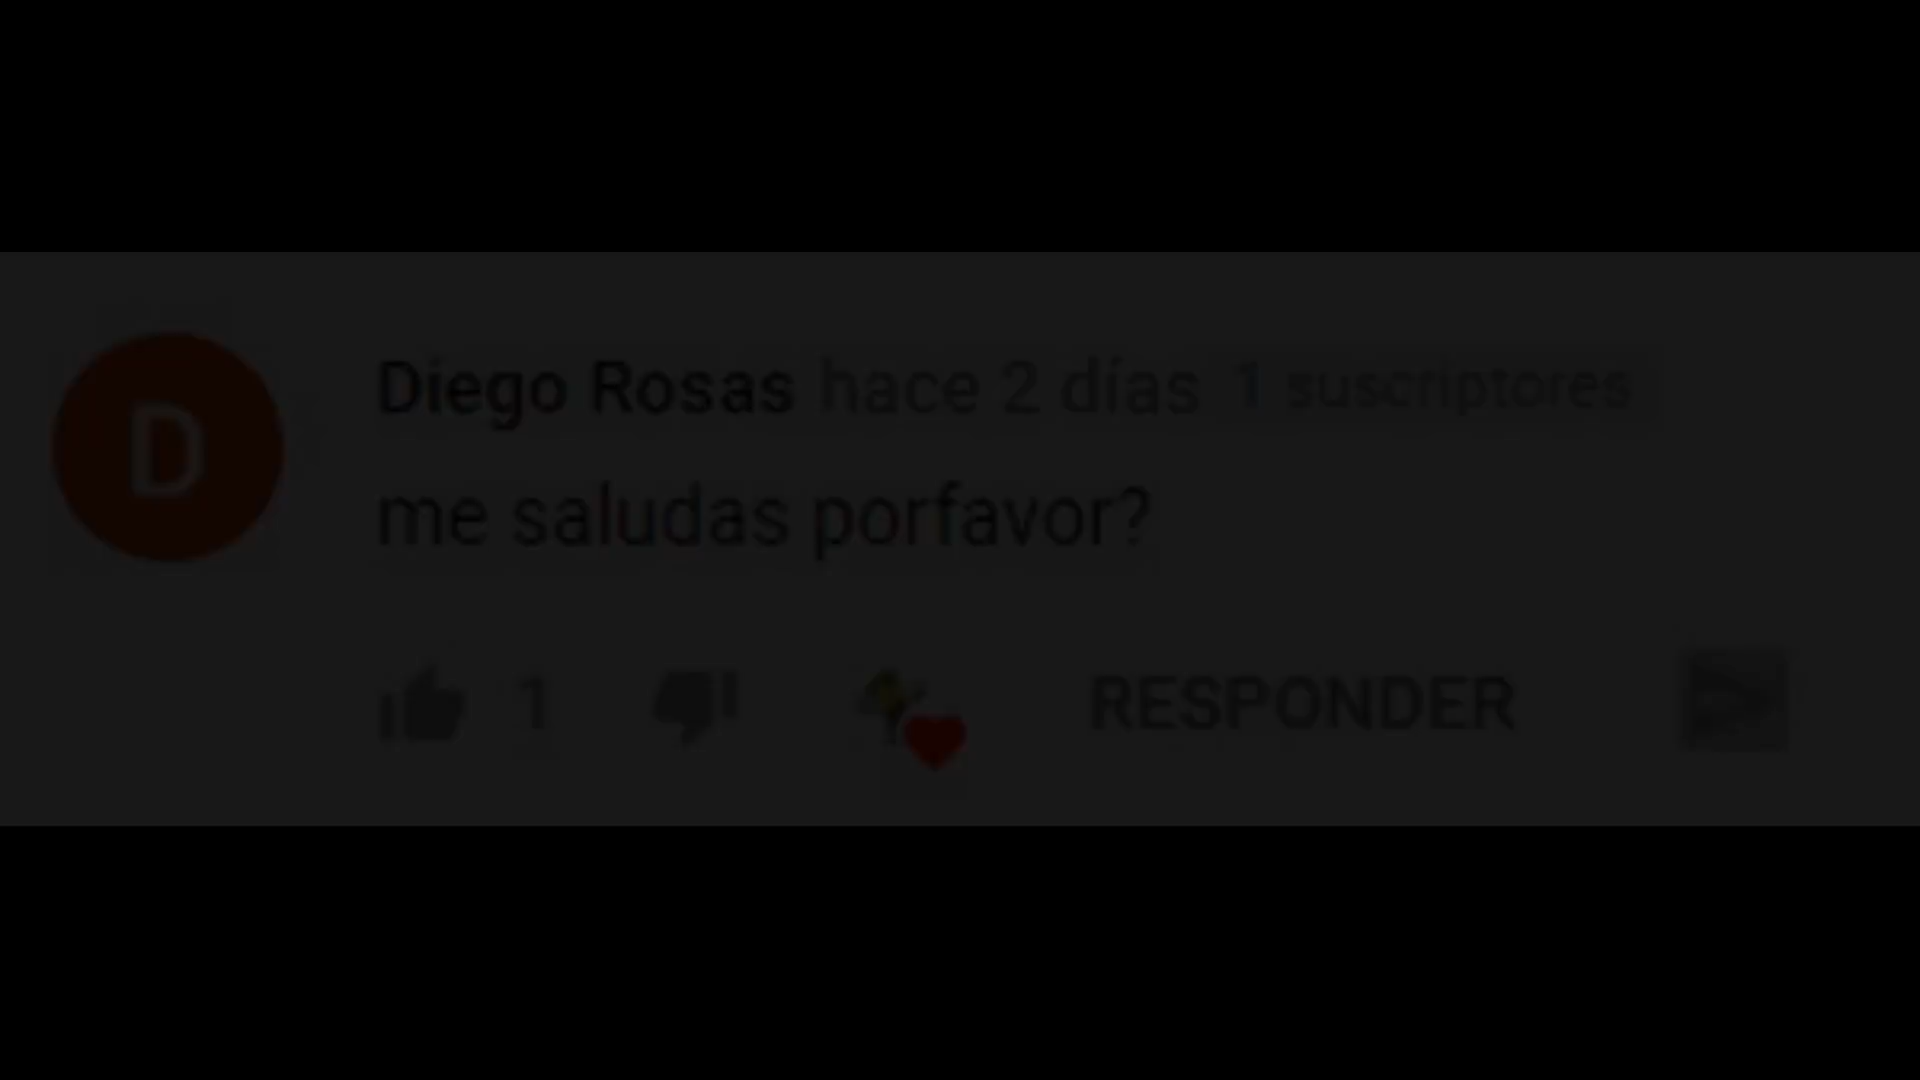 D
Diego Rosas hace 2 días 1 suscriptores
me saludas porfavor?
1 RESPONDER